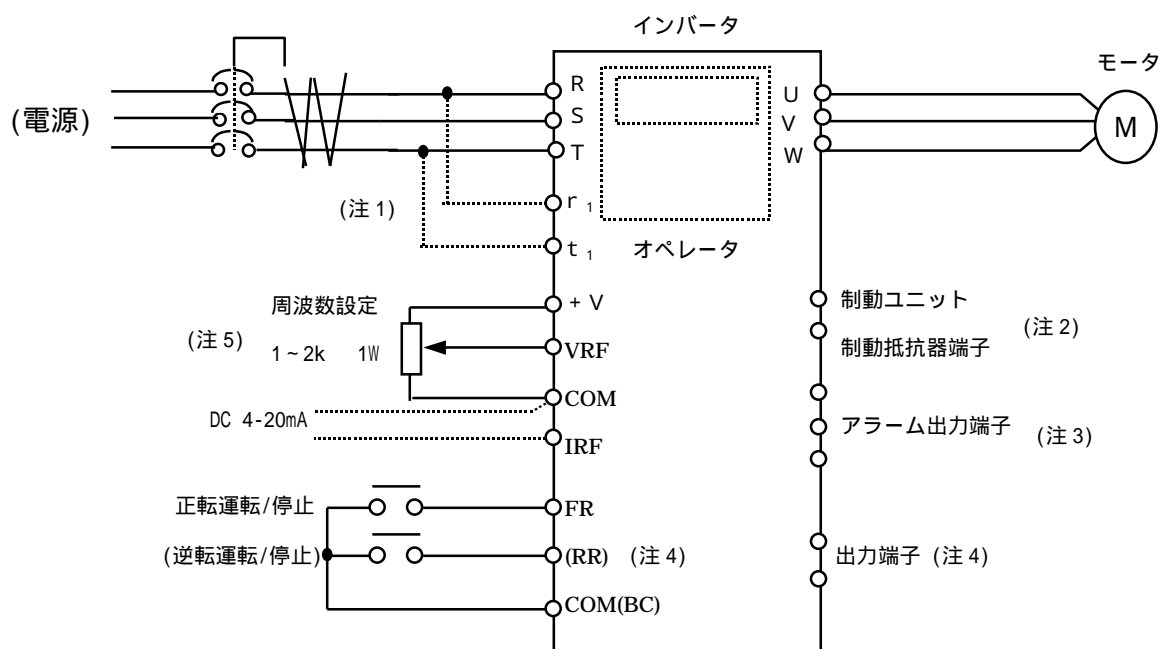 インバータ
モータ
(電源)
R
S
T
U
V
W
M
(注1)
r 1
t 1
オペレータ
周波数設定
(注5)
1~2k 1W
+V
VRF
COM
DC 4-20mA
IRF
制動ユニット
(注2)
制動抵抗器端子
アラーム出力端子 (注3)
正転運転/停止
FR
(逆転運転/停止)
(RR) (注4)
出力端子 (注4)
COM(BC)